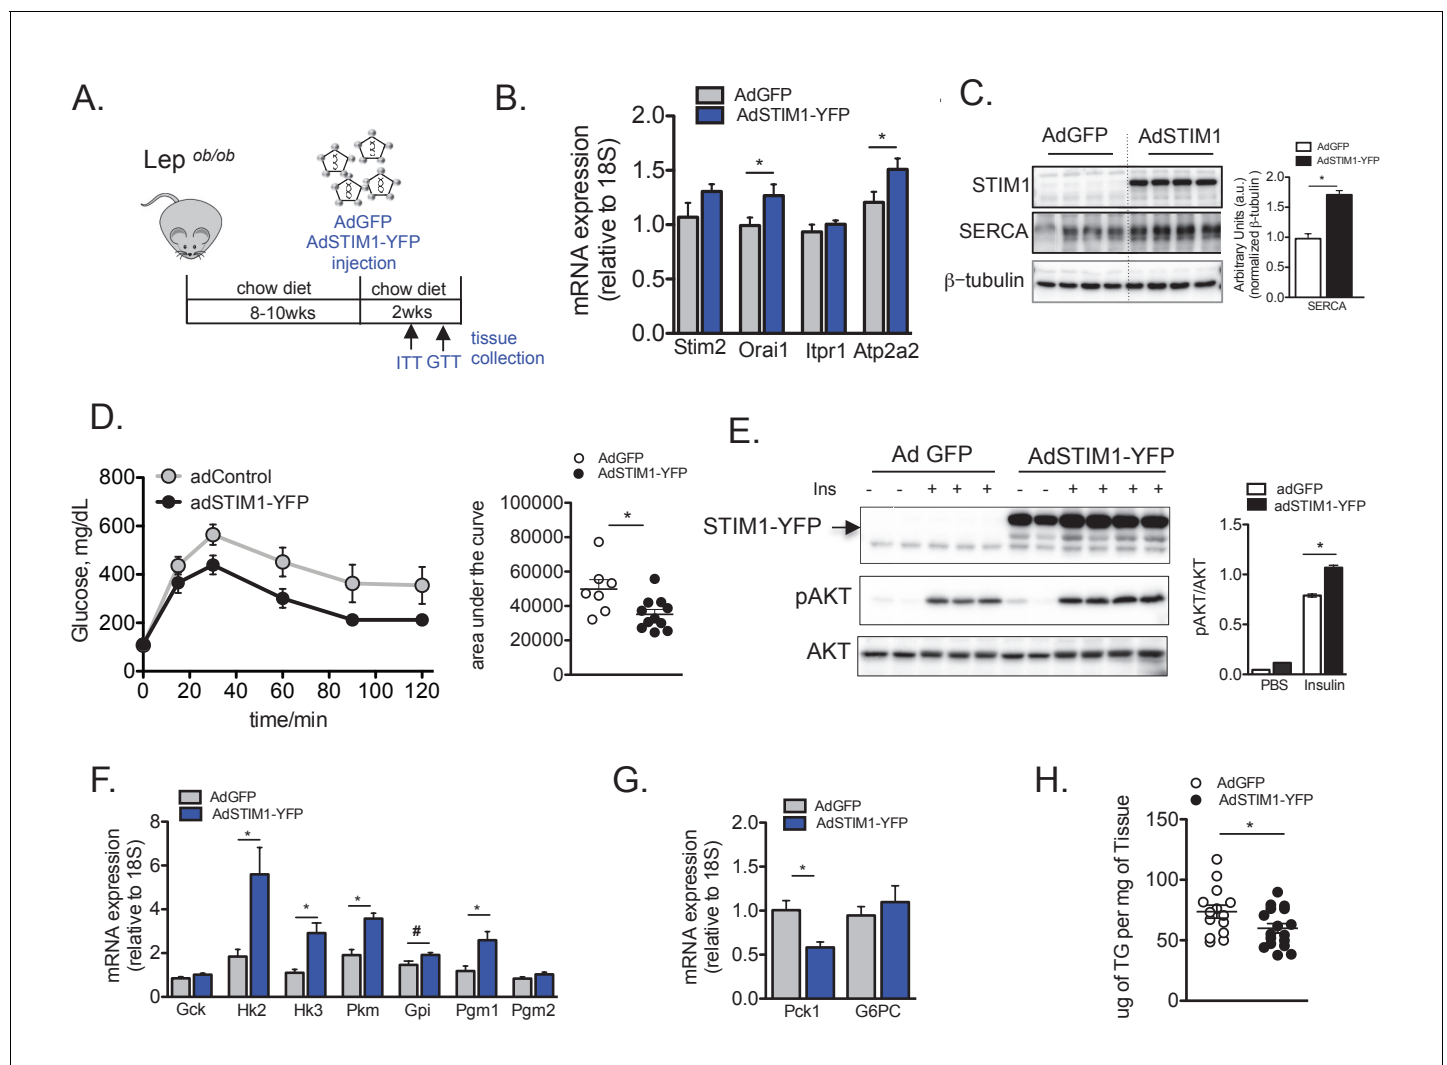 A.
Lep ob/ob
AdGFP
AdSTIM1-YFP
injection
chow diet
chow diet
8-10wks
2wks
ITT GTT
tissue
collection
B.
AdGFP
AdSTIM1-YFP
mRNA expression
(relative to 18S)
2.0
1.5
1.0
0.5
0.0
Stim2 Orai1 Itpr1 Atp2a2
*
*
C.
AdGFP AdSTIM1
STIM1
SERCA
β-tubulin
AdGFP
AdSTIM1-YFP
Arbitrary Units (a.u.)
(normalized β-tubulin)
2.0
1.5
1.0
0.5
0.0
*
SERCA
D.
adControl
adSTIM1-YFP
Glucose, mg/dL
800
600
400
200
0
0 20 40 60 80 100 120
time/min
AdGFP
AdSTIM1-YFP
area under the curve
100000
80000
60000
40000
20000
0
*
E.
Ad GFP AdSTIM1-YFP
Ins - - + + + - - + + + +
STIM1-YFP
pAKT
AKT
adGFP
adSTIM1-YFP
pAKT/AKT
1.5
1.0
0.5
0.0
*
PBS Insulin
F.
AdGFP
AdSTIM1-YFP
mRNA expression
(relative to 18S)
8
6
4
2
0
* * * # *
Gck Hk2 Hk3 Pkm Gpi Pgm1 Pgm2
G.
AdGFP
AdSTIM1-YFP
mRNA expression
(relative to 18S)
2.0
1.5
1.0
0.5
0.0
*
Pck1 G6PC
H.
AdGFP
AdSTIM1-YFP
ug of TG per mg of Tissue
150
100
50
0
*